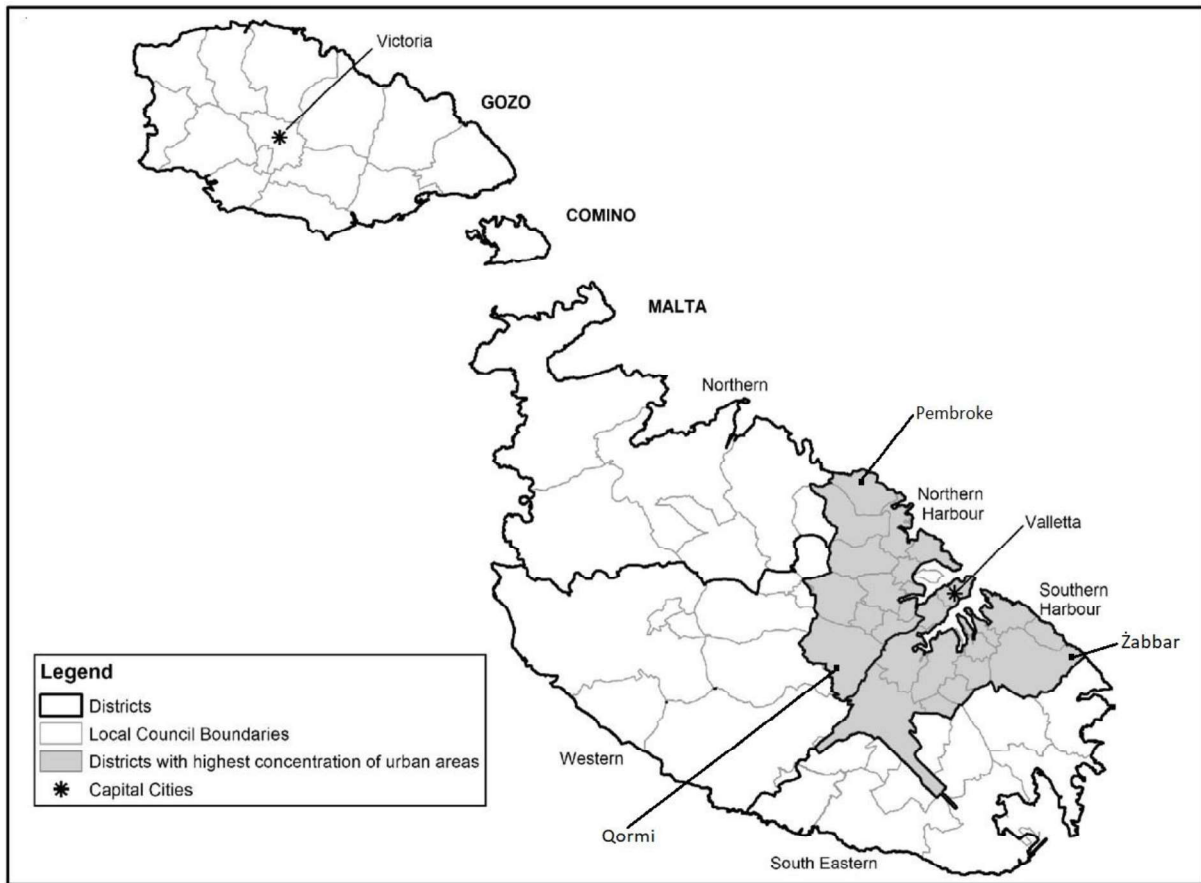 Victoria
GOZO
COMINO
MALTA
Northern
Pembroke
Northern
Harbour
Valletta
Southern
Harbour
Żabbar
Legend
Districts
Local Council Boundaries
Districts with highest concentration of urban areas
Capital Cities
Western
Qormi
South Eastern